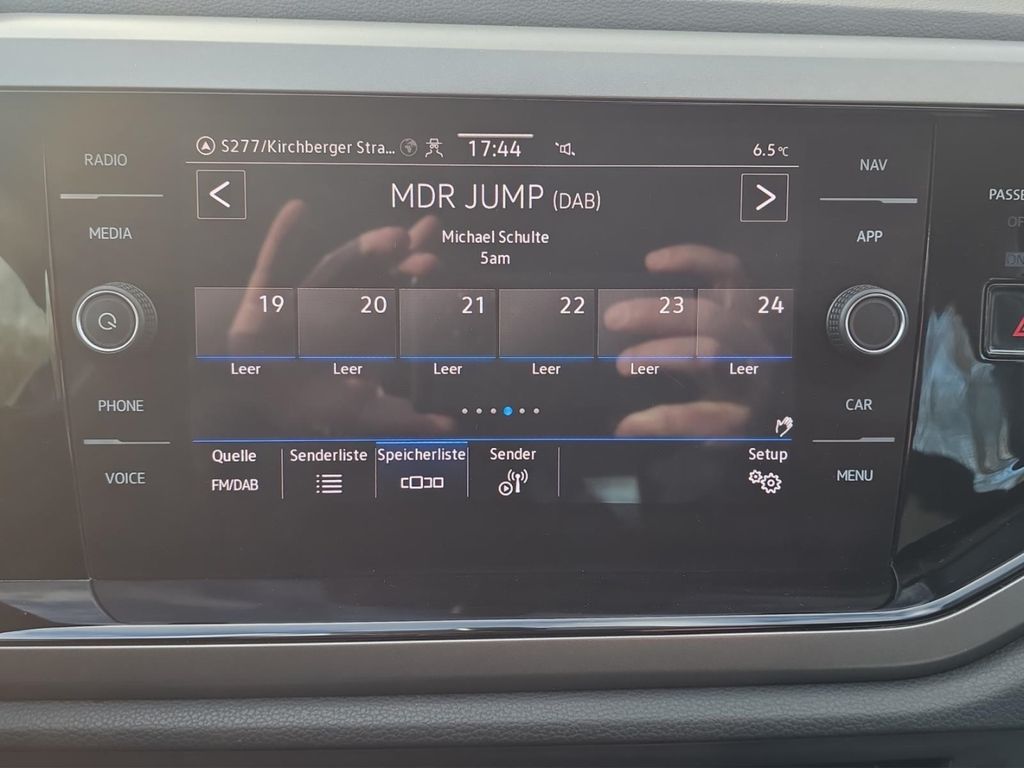 S277/Kirchberger Stra... 17:44 6.5°C
RADIO
MEDIA
PHONE
VOICE
MDR JUMP (DAB)
Michael Schulte
5am
19 20 21 22 23 24
Leer Leer Leer Leer Leer Leer
Quelle Senderliste Speicherliste Sender Setup
FM/DAB
NAV
APP
CAR
MENU
PASSE